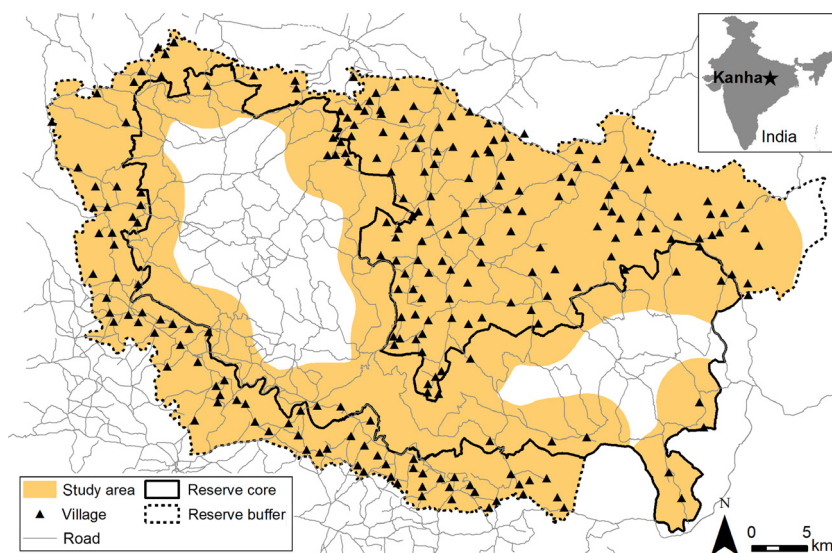 Kanha
India
Study area
Reserve core
Village
Reserve buffer
Road
N
0 5
km